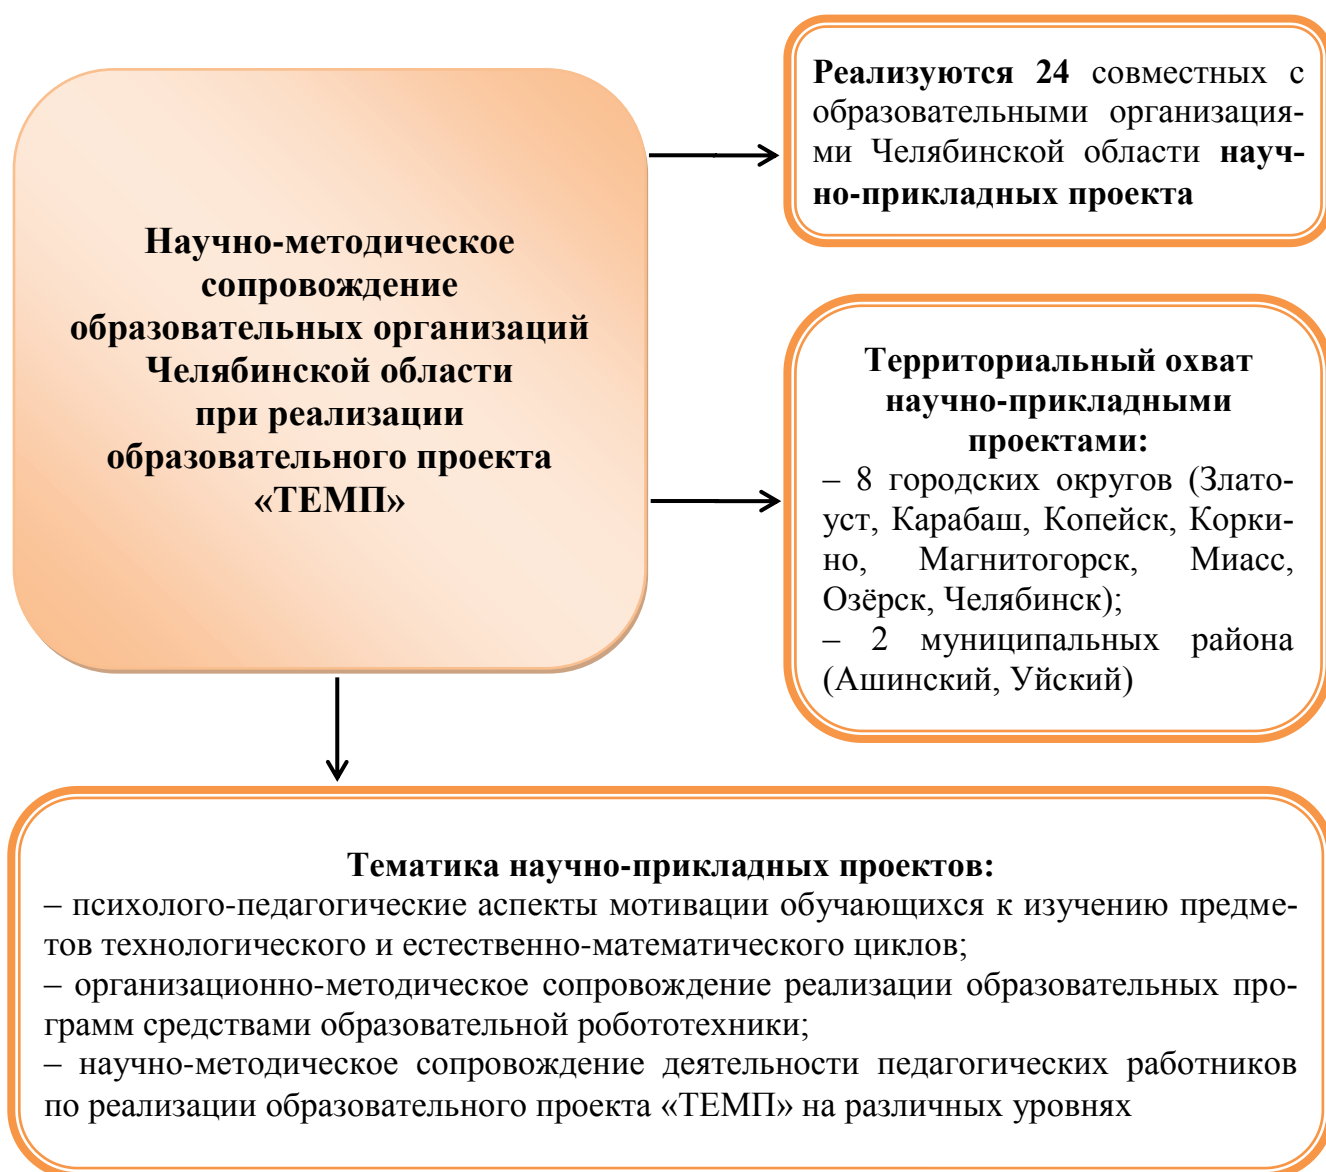 Научно-методическое
сопровождение
образовательных организаций
Челябинской области
при реализации
образовательного проекта
«ТЕМП»
Реализуются 24 совместных с
образовательными организация-
ми Челябинской области науч-
но-прикладных проекта
Территориальный охват
научно-прикладными
проектами:
– 8 городских округов (Злато-
уст, Карабаш, Копейск, Корки-
но, Магнитогорск, Миасс,
Озёрск, Челябинск);
– 2 муниципальных района
(Ашинский, Уйский)
Тематика научно-прикладных проектов:
– психолого-педагогические аспекты мотивации обучающихся к изучению предме-
тов технологического и естественно-математического циклов;
– организационно-методическое сопровождение реализации образовательных про-
грамм средствами образовательной робототехники;
– научно-методическое сопровождение деятельности педагогических работников
по реализации образовательного проекта «ТЕМП» на различных уровнях